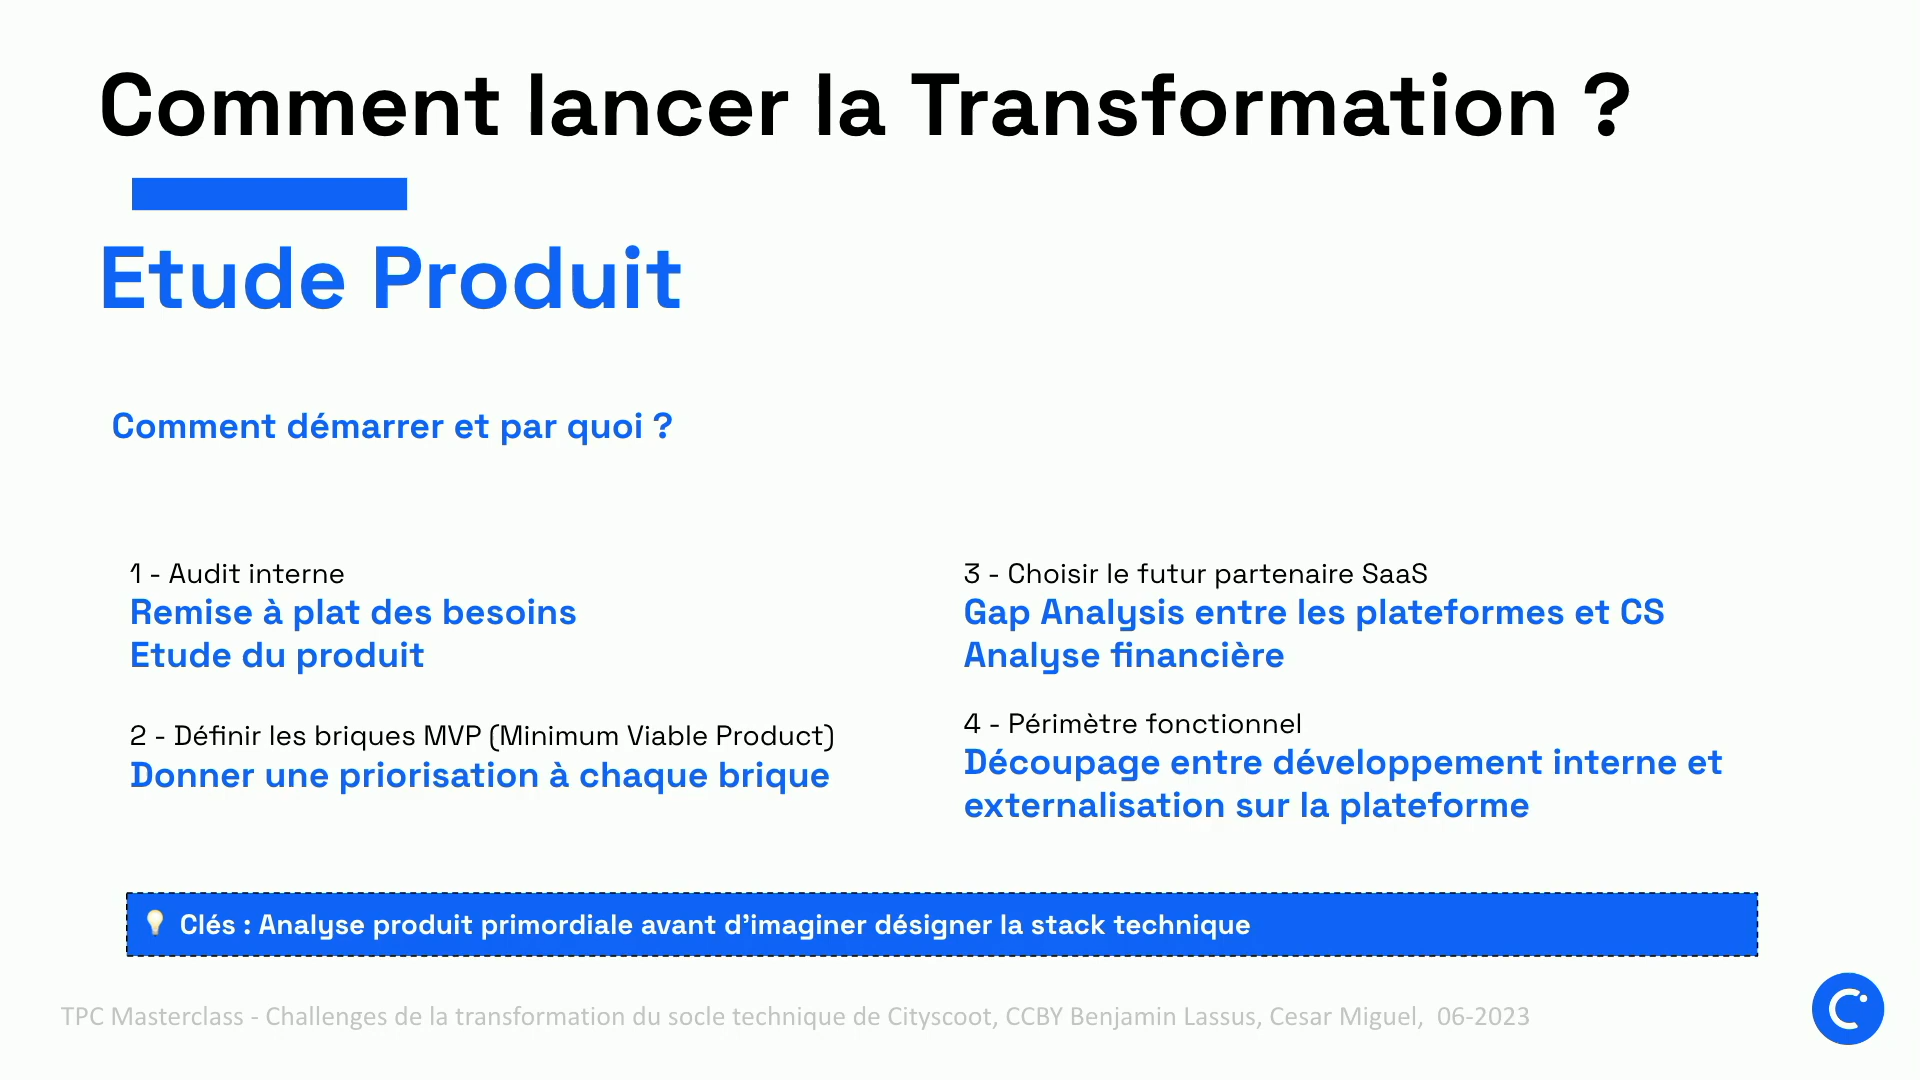 Comment lancer la Transformation ?
Etude Produit
Comment démarrer et par quoi ?
1 - Audit interne
Remise à plat des besoins
Etude du produit
2 - Définir les briques MVP (Minimum Viable Product)
Donner une priorisation à chaque brique
3 - Choisir le futur partenaire SaaS
Gap Analysis entre les plateformes et CS
Analyse financière
4 - Périmètre fonctionnel
Découpage entre développement interne et
externalisation sur la plateforme
💡 Clés : Analyse produit primordiale avant d’imaginer désigner la stack technique
TPC Masterclass - Challenges de la transformation du socle technique de Cityscoot, CCBY Benjamin Lassus, Cesar Miguel, 06-2023